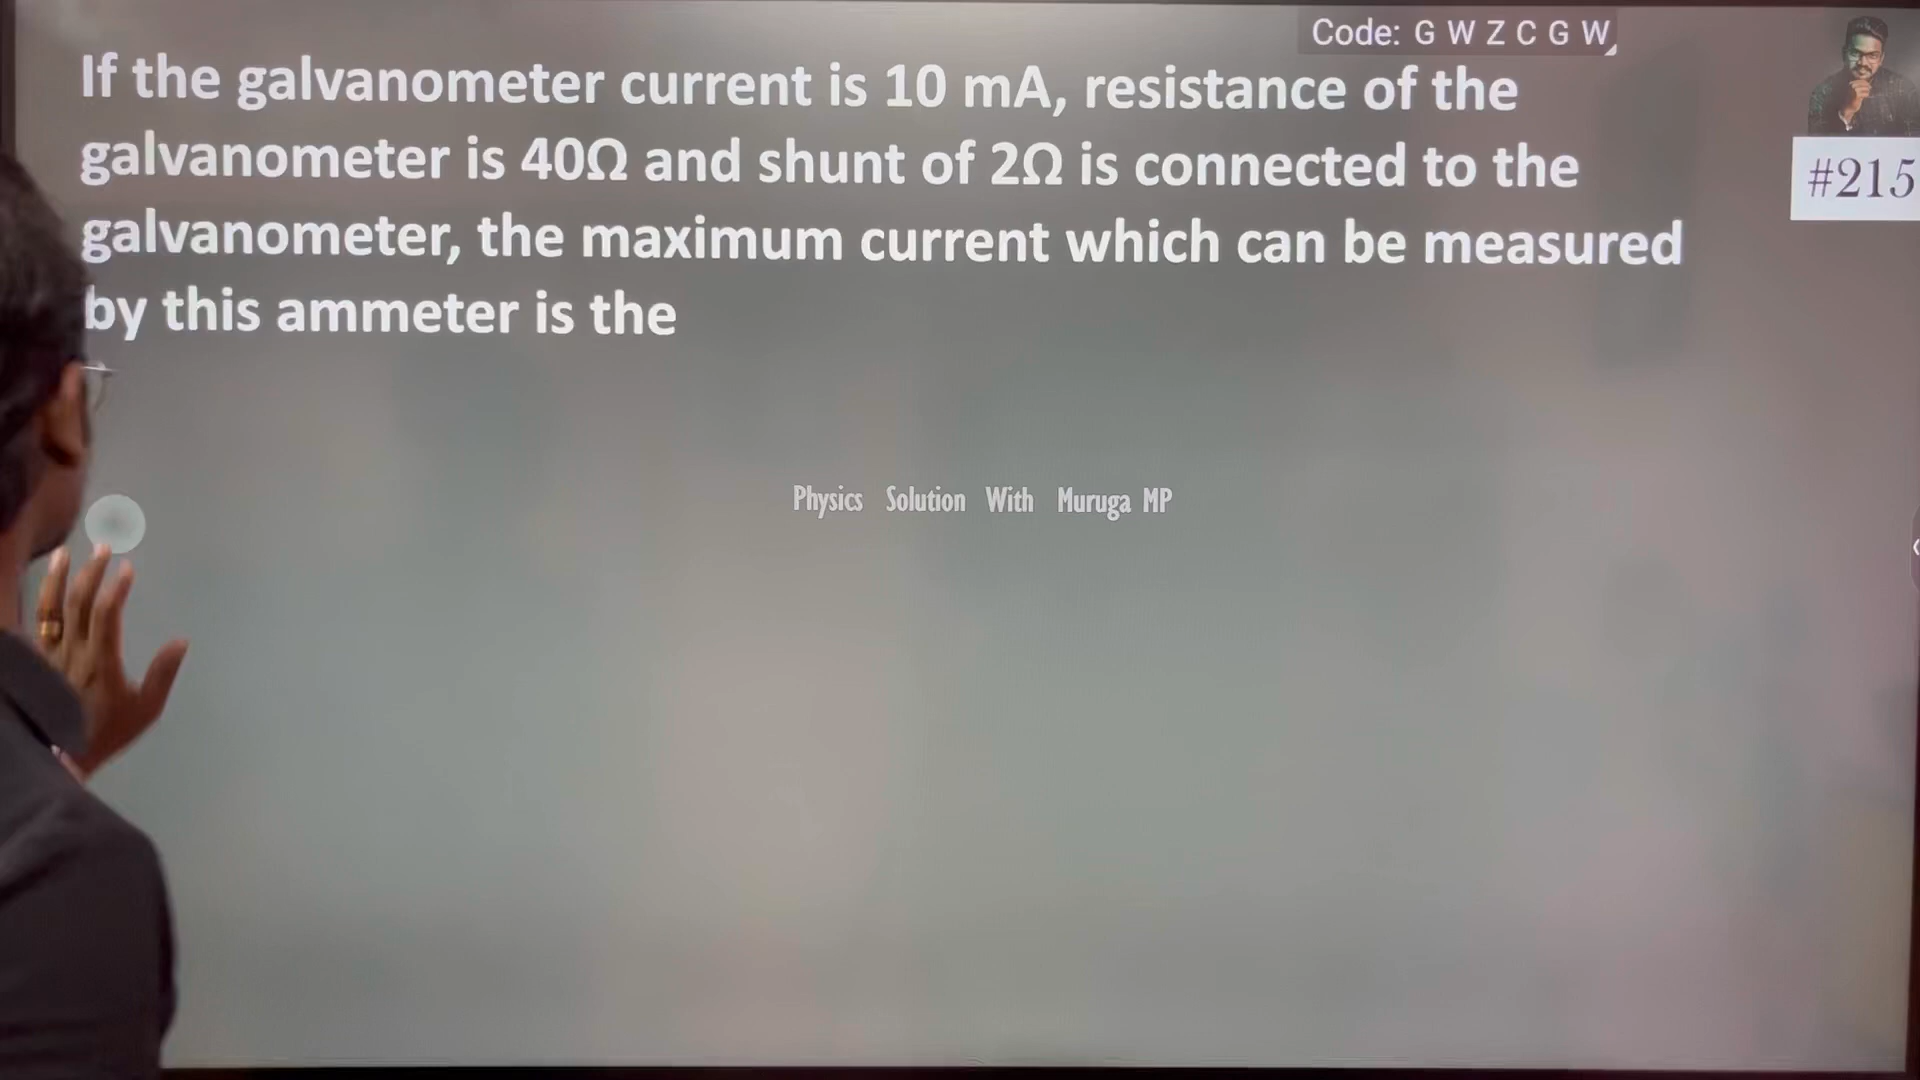 Code: G W Z C G W
If the galvanometer current is 10 mA, resistance of the
galvanometer is 40Ω and shunt of 2Ω is connected to the
galvanometer, the maximum current which can be measured
by this ammeter is the
#215
Physics Solution With Muruga MP